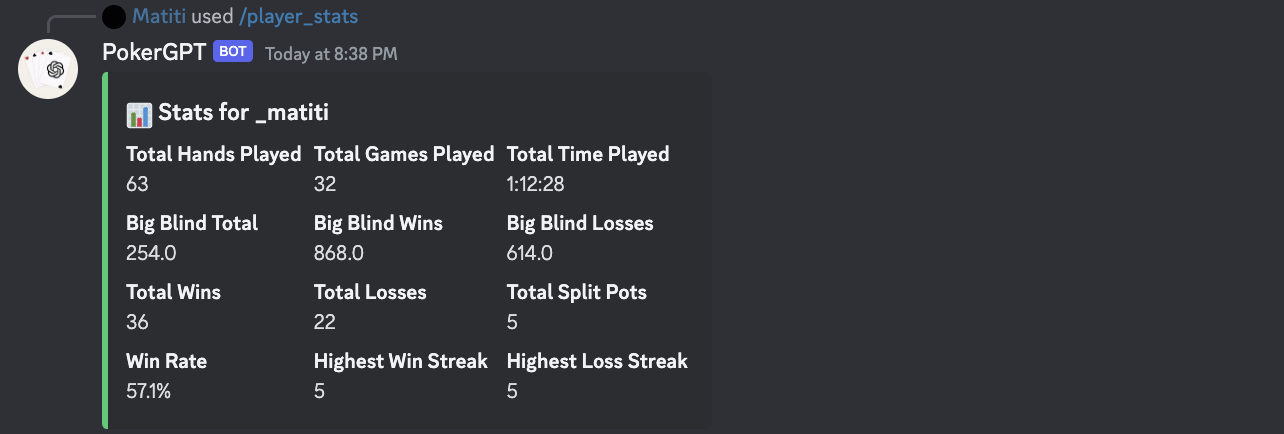 Matiti used /player_stats
PokerGPT BOT Today at 8:38 PM
Stats for _matiti
Total Hands Played Total Games Played Total Time Played
63 32 1:12:28
Big Blind Total Big Blind Wins Big Blind Losses
254.0 868.0 614.0
Total Wins Total Losses Total Split Pots
36 22 5
Win Rate Highest Win Streak Highest Loss Streak
57.1% 5 5